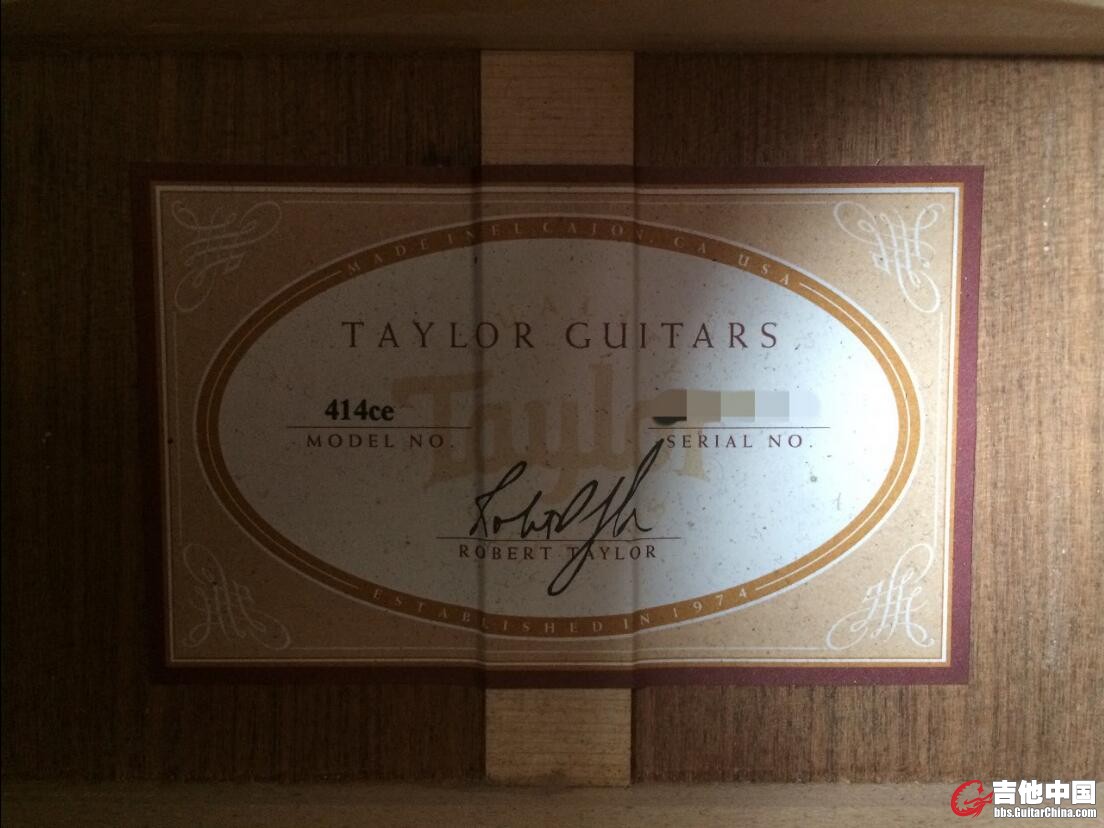 MADE IN EL CAJON, CA, USA
TAYLOR GUITARS
Taylor
414ce
MODEL NO.
SERIAL NO.
ROBERT TAYLOR
ESTABLISHED IN 1974
吉他中国
bbs.GuitarChina.com